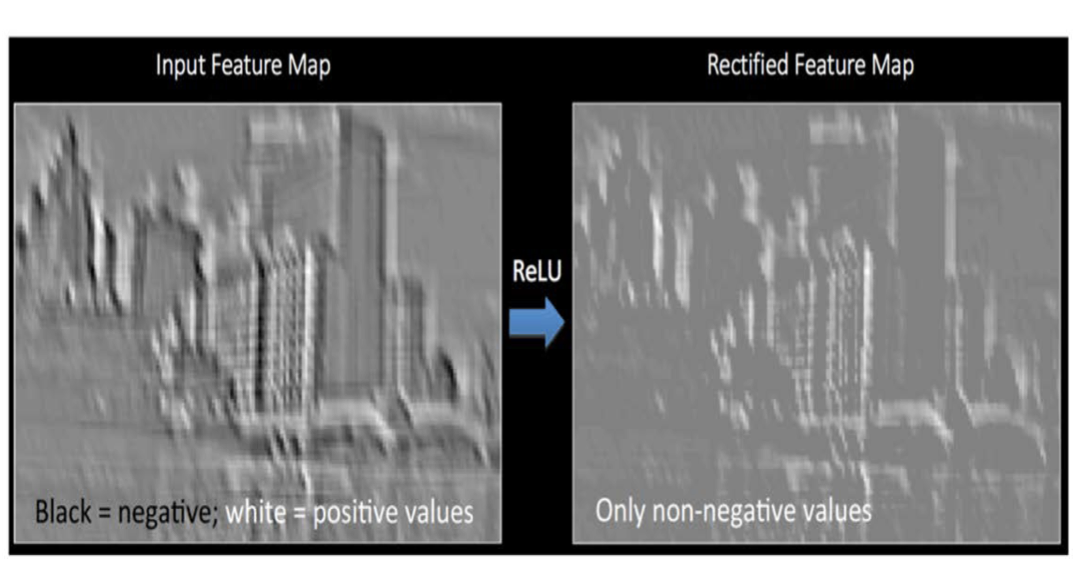 Input Feature Map
Rectified Feature Map
ReLU
Black = negative; white = positive values
Only non-negative values